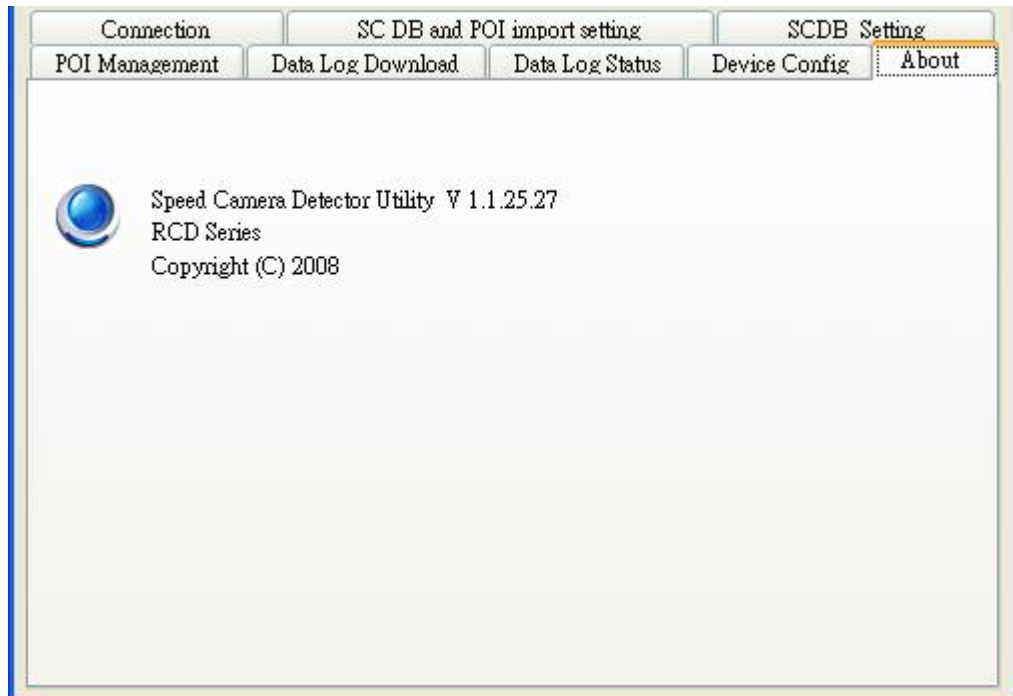 Connection SC DB and POI import setting SCDB Setting
POI Management Data Log Download Data Log Status Device Config About
Speed Camera Detector Utility V 1.1.25.27
RCD Series
Copyright (C) 2008